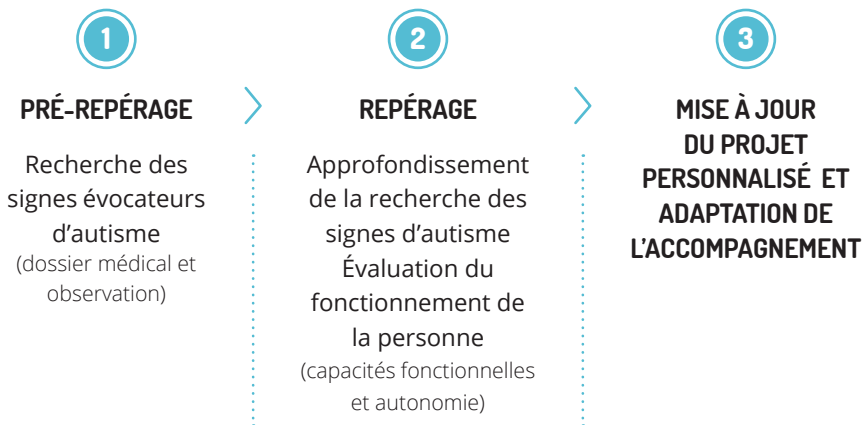 1
PRÉ-REPÉRAGE
Recherche des
signes évocateurs
d'autisme
(dossier médical et
observation)
2
REPÉRAGE
Approfondissement
de la recherche des
signes d'autisme
Évaluation du
fonctionnement de
la personne
(capacités fonctionnelles
et autonomie)
3
MISE À JOUR
DU PROJET
PERSONNALISÉ ET
ADAPTATION DE
L'ACCOMPAGNEMENT